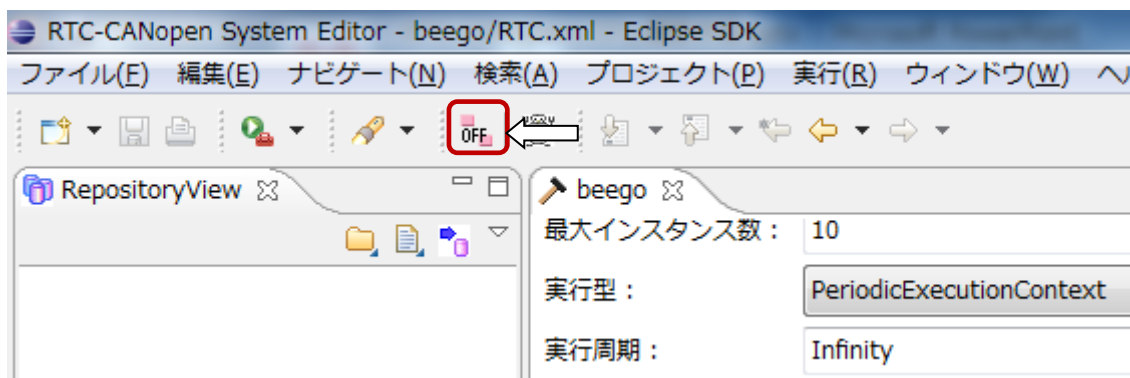 RTC-CANopen System Editor - beego/RTC.xml - Eclipse SDK
ファイル(F) 編集(E) ナビゲート(N) 検索(A) プロジェクト(P) 実行(R) ウィンドウ(W)
OFF
RepositoryView
beego
最大インスタンス数： 10
実行型： PeriodicExecutionContext
実行周期： Infinity